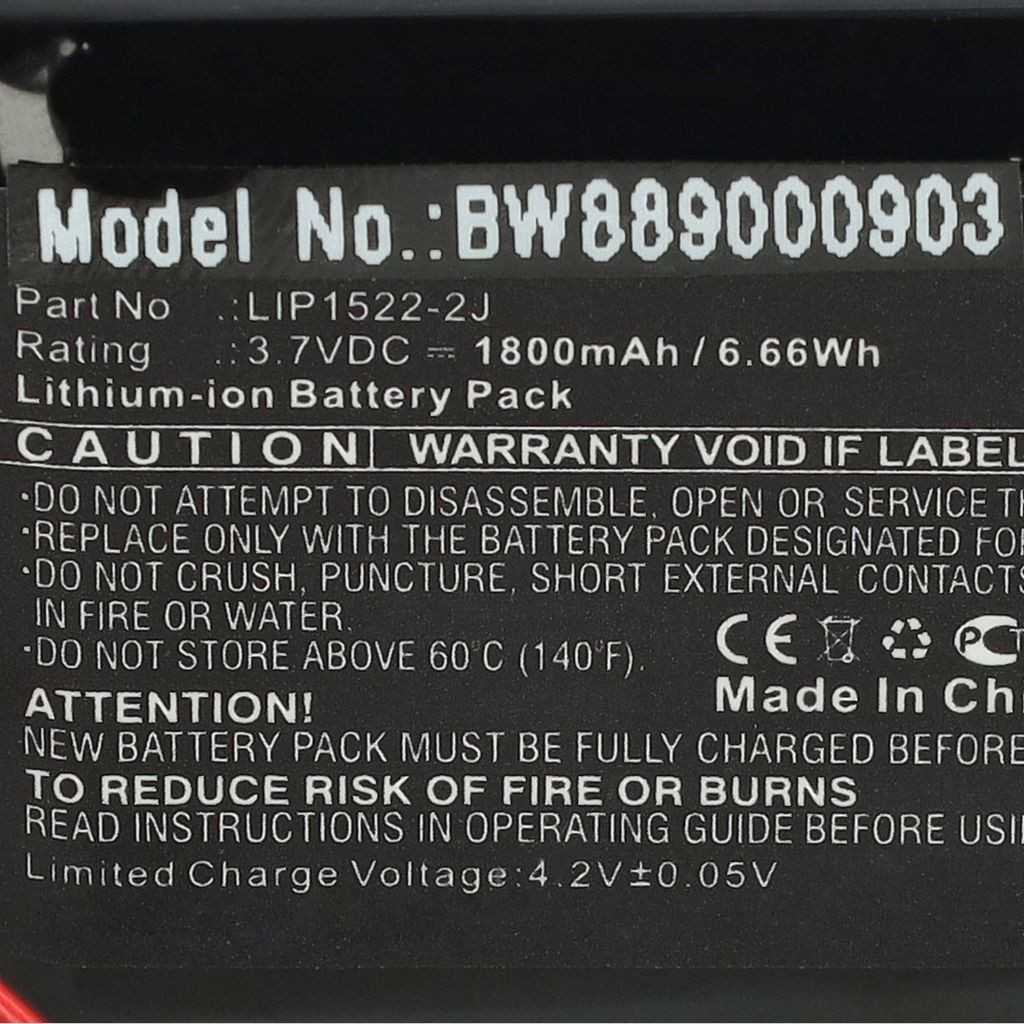 Model No.:BW889000903
Part No .:LIP1522-2J
Rating .:3.7VDC ⎓ 1800mAh / 6.66Wh
Lithium-ion Battery Pack
CAUTION WARRANTY VOID IF LABEL
·DO NOT ATTEMPT TO DISASSEMBLE, OPEN OR SERVICE
·REPLACE ONLY WITH THE BATTERY PACK DESIGNATED
·DO NOT CRUSH, PUNCTURE, SHORT EXTERNAL CONTACTS
IN FIRE OR WATER.
·DO NOT STORE ABOVE 60°C (140°F).
CE
Made In
ATTENTION!
NEW BATTERY PACK MUST BE FULLY CHARGED BEFORE
TO REDUCE RISK OF FIRE OR BURNS
READ INSTRUCTIONS IN OPERATING GUIDE BEFORE
Limited Charge Voltage:4.2V±0.05V